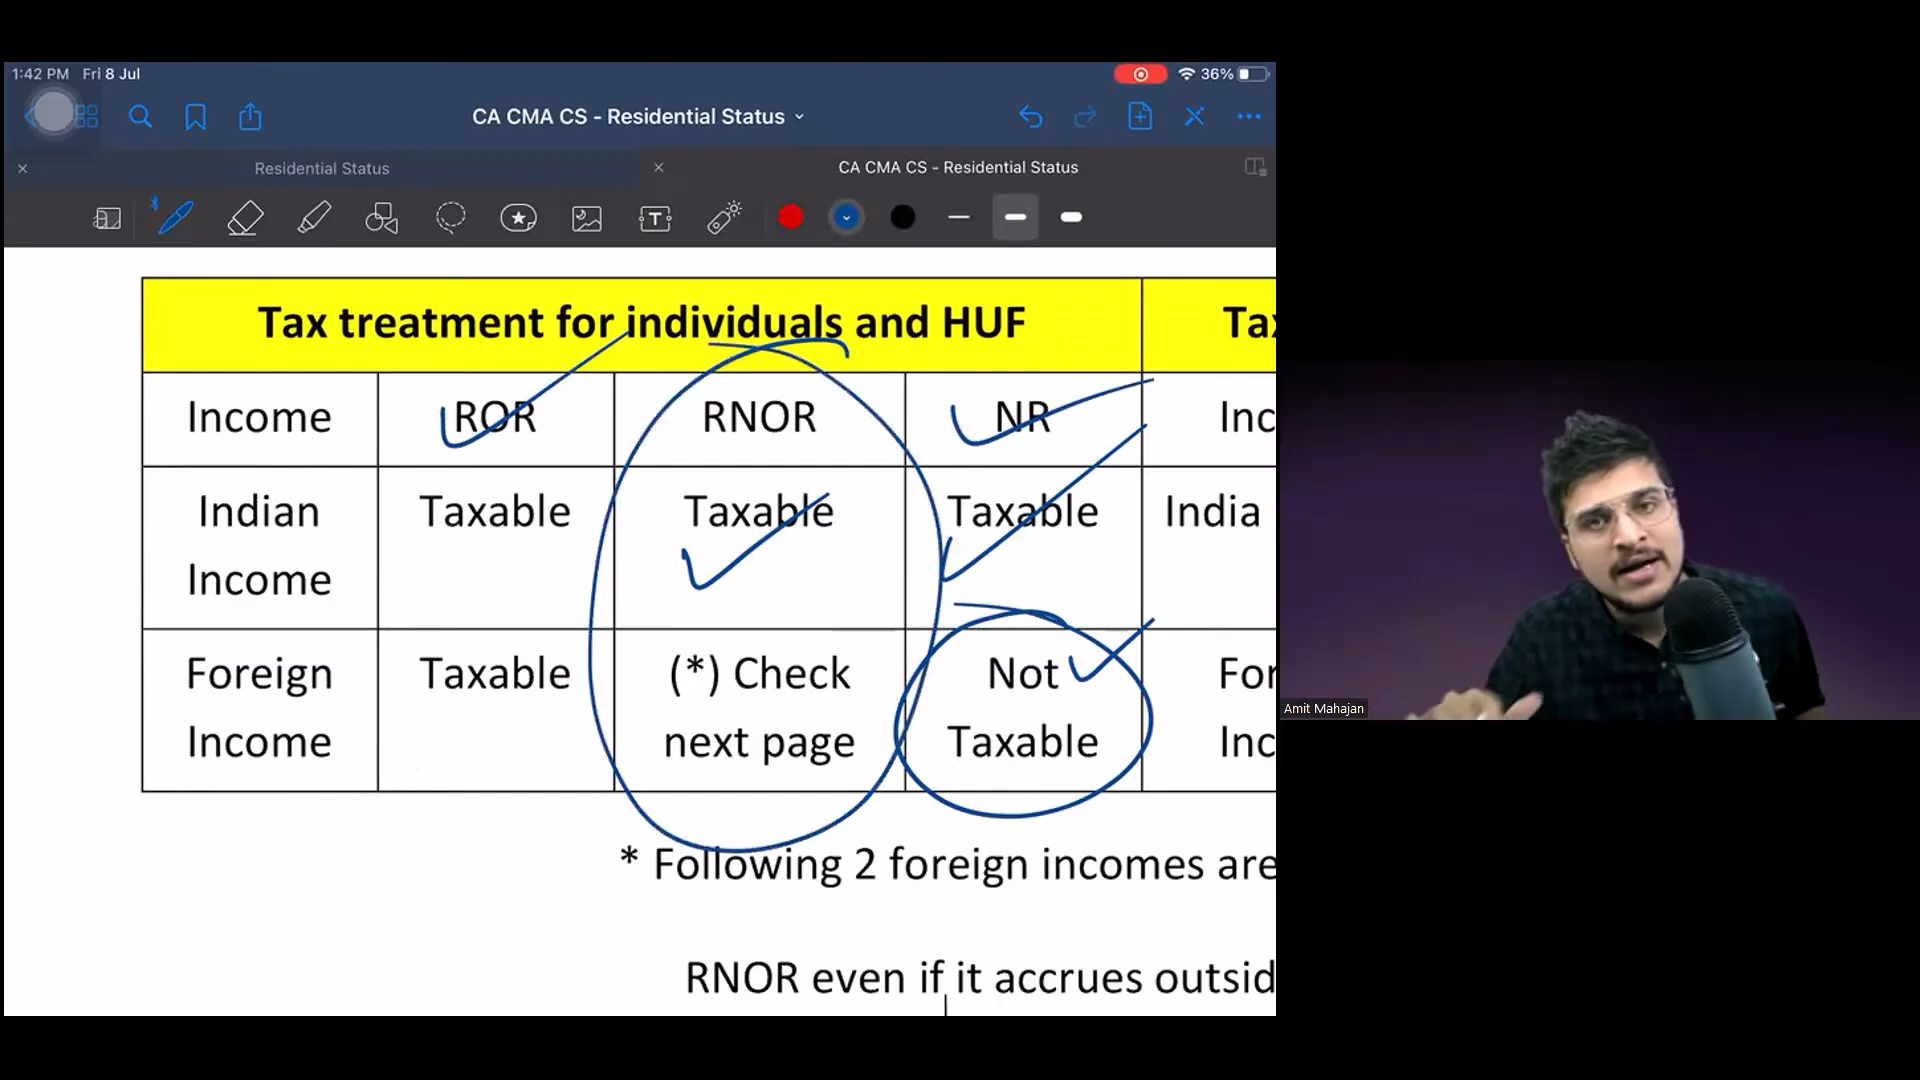 1:42 PM Fri 8 Jul
36%
CA CMA CS - Residential Status
Residential Status
CA CMA CS - Residential Status
T
Tax treatment for individuals and HUF
Tax
Income ROR RNOR NR Inc
Indian Taxable Taxable Taxable India
Income
Foreign Taxable (*) Check Not For
Income next page Taxable Inc
* Following 2 foreign incomes are
RNOR even if it accrues outsid
Amit Mahajan